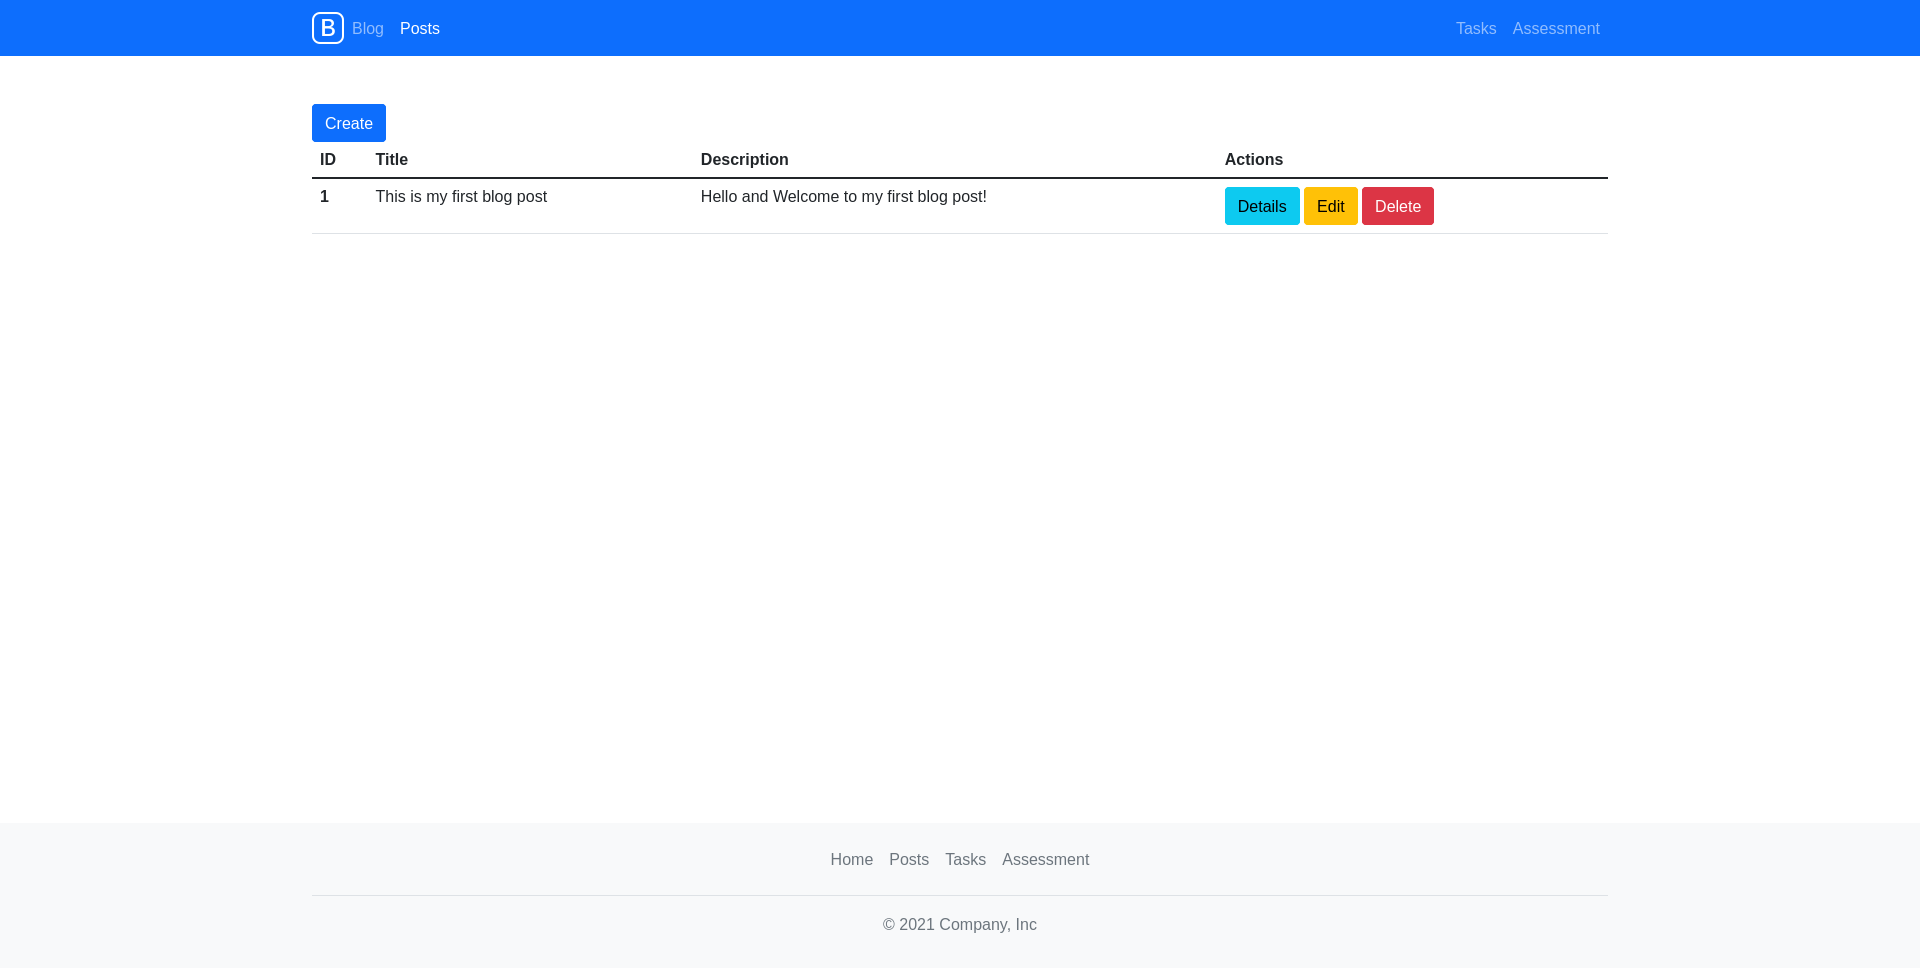 B Blog Posts Tasks Assessment
Create
ID Title Description Actions
1 This is my first blog post Hello and Welcome to my first blog post! Details Edit Delete
Home Posts Tasks Assessment
© 2021 Company, Inc